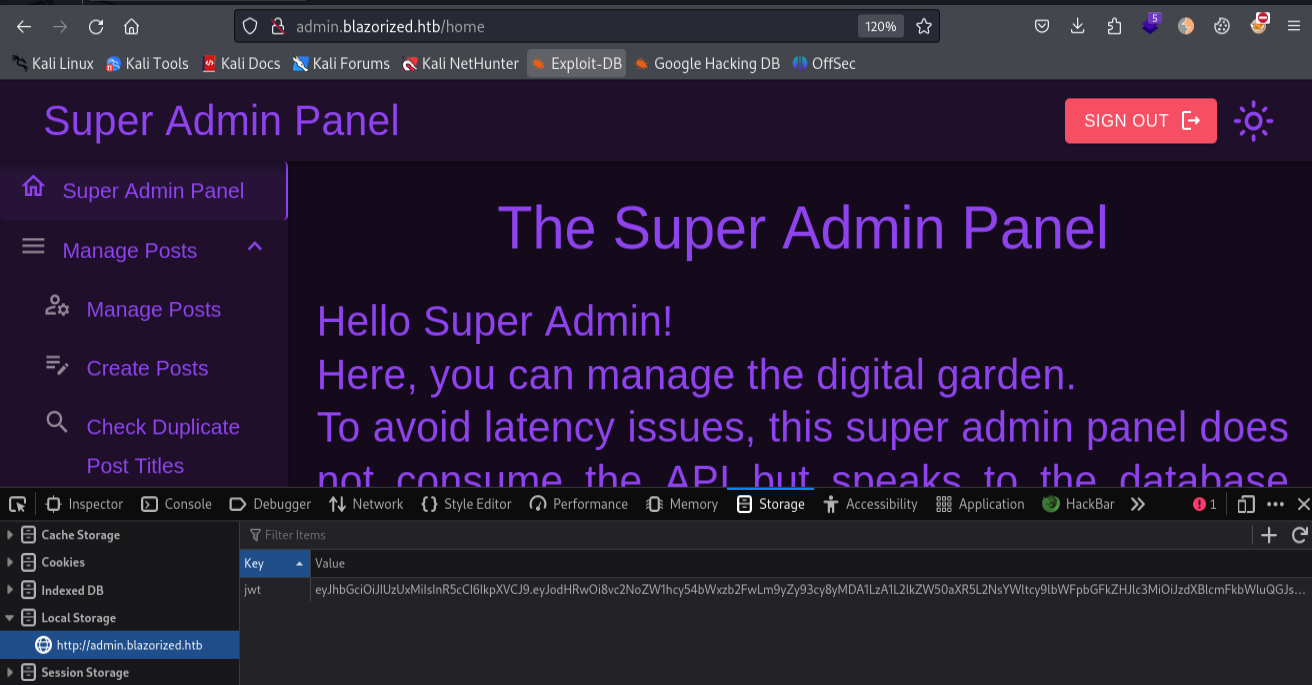 admin.blazorized.htb/home
120%
5
Kali Linux
Kali Tools
Kali Docs
Kali Forums
Kali NetHunter
Exploit-DB
Google Hacking DB
OffSec
Super Admin Panel
SIGN OUT
Super Admin Panel
Manage Posts
Manage Posts
Create Posts
Check Duplicate
Post Titles
The Super Admin Panel
Hello Super Admin!
Here, you can manage the digital garden.
To avoid latency issues, this super admin panel does
not consume the API but speaks to the database
Inspector
Console
Debugger
Network
Style Editor
Performance
Memory
Storage
Accessibility
Application
HackBar
1
Cache Storage
Cookies
Indexed DB
Local Storage
http://admin.blazorized.htb
Session Storage
Filter Items
Key
Value
jwt